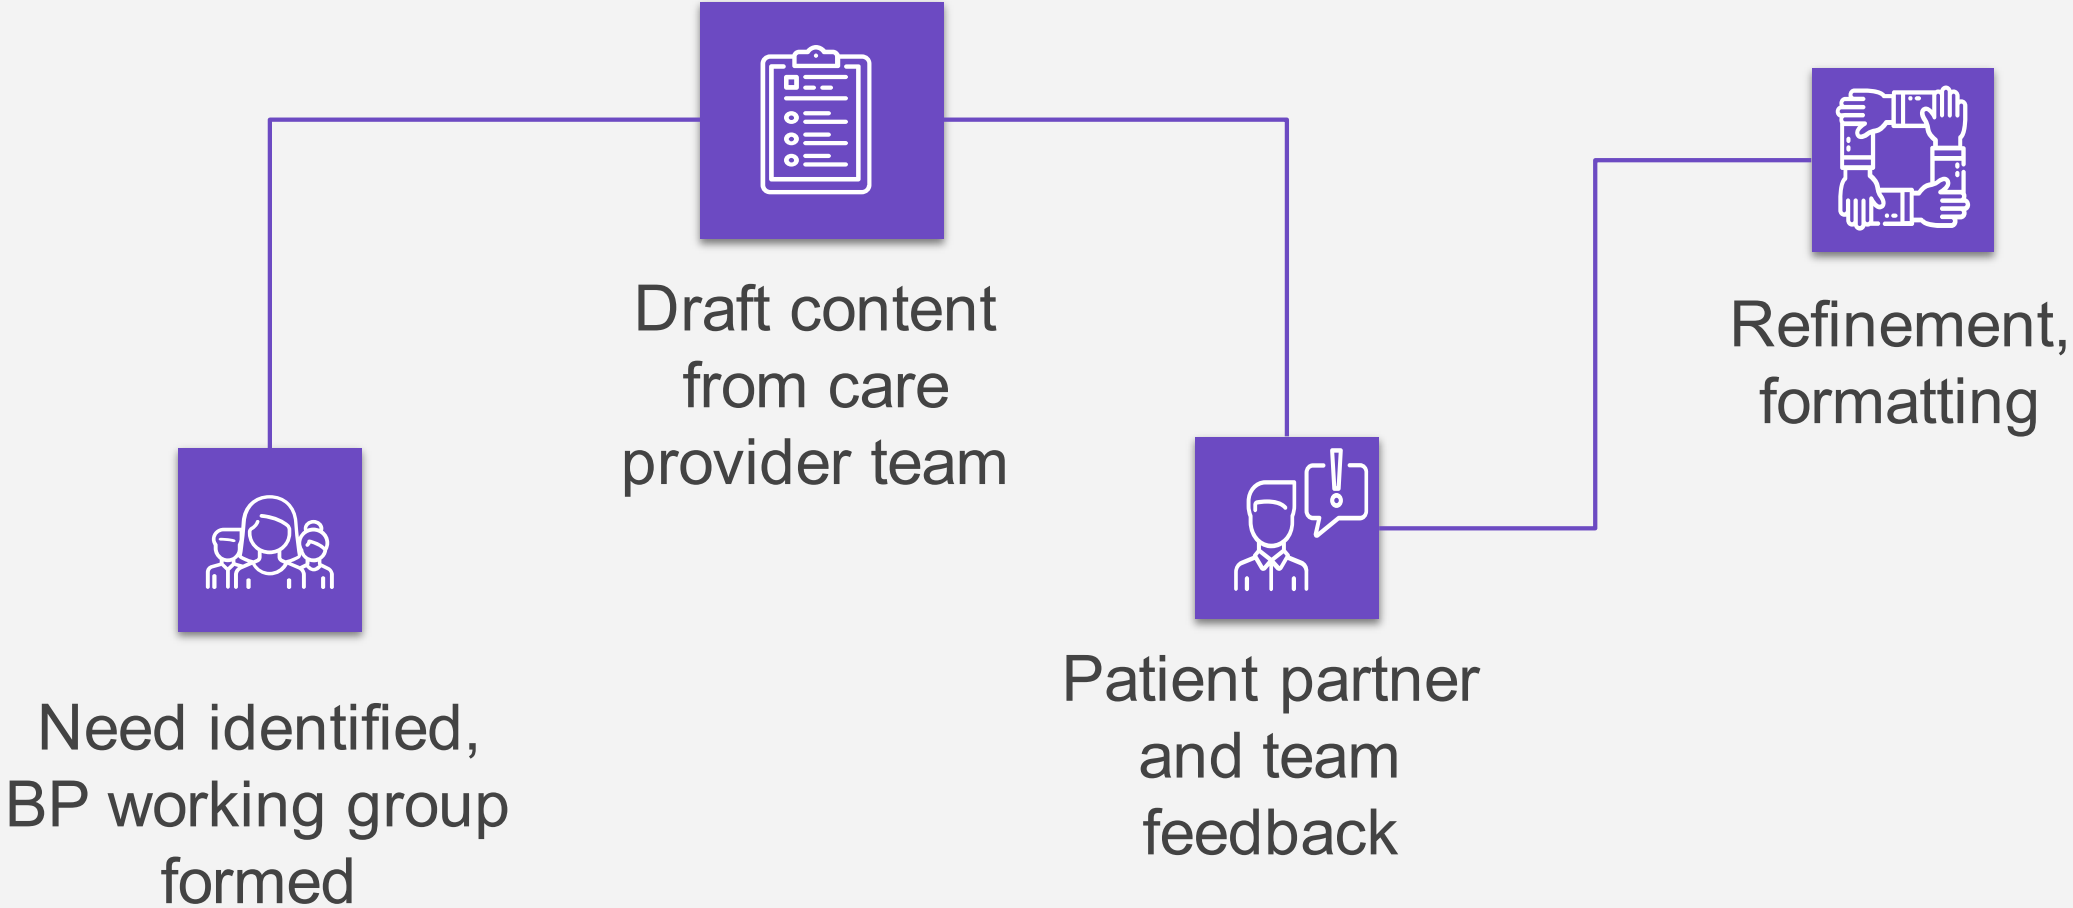 Need identified,
BP working group
formed
Draft content
from care
provider team
Patient partner
and team
feedback
Refinement,
formatting